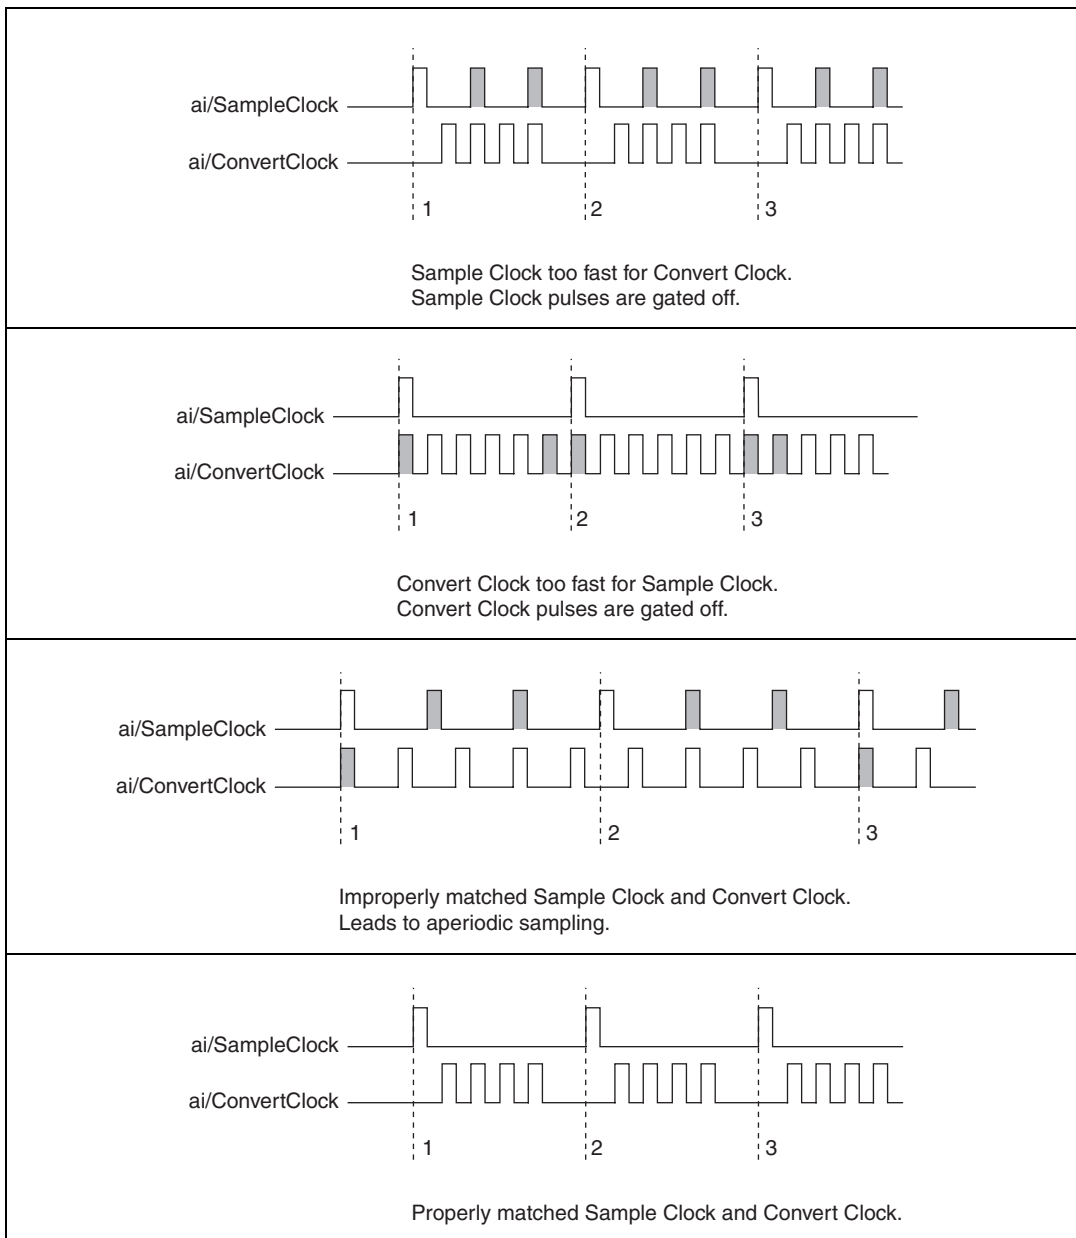 ai/SampleClock
ai/ConvertClock
1 2 3
Sample Clock too fast for Convert Clock.
Sample Clock pulses are gated off.
ai/SampleClock
ai/ConvertClock
1 2 3
Convert Clock too fast for Sample Clock.
Convert Clock pulses are gated off.
ai/SampleClock
ai/ConvertClock
1 2 3
Improperly matched Sample Clock and Convert Clock.
Leads to aperiodic sampling.
ai/SampleClock
ai/ConvertClock
1 2 3
Properly matched Sample Clock and Convert Clock.